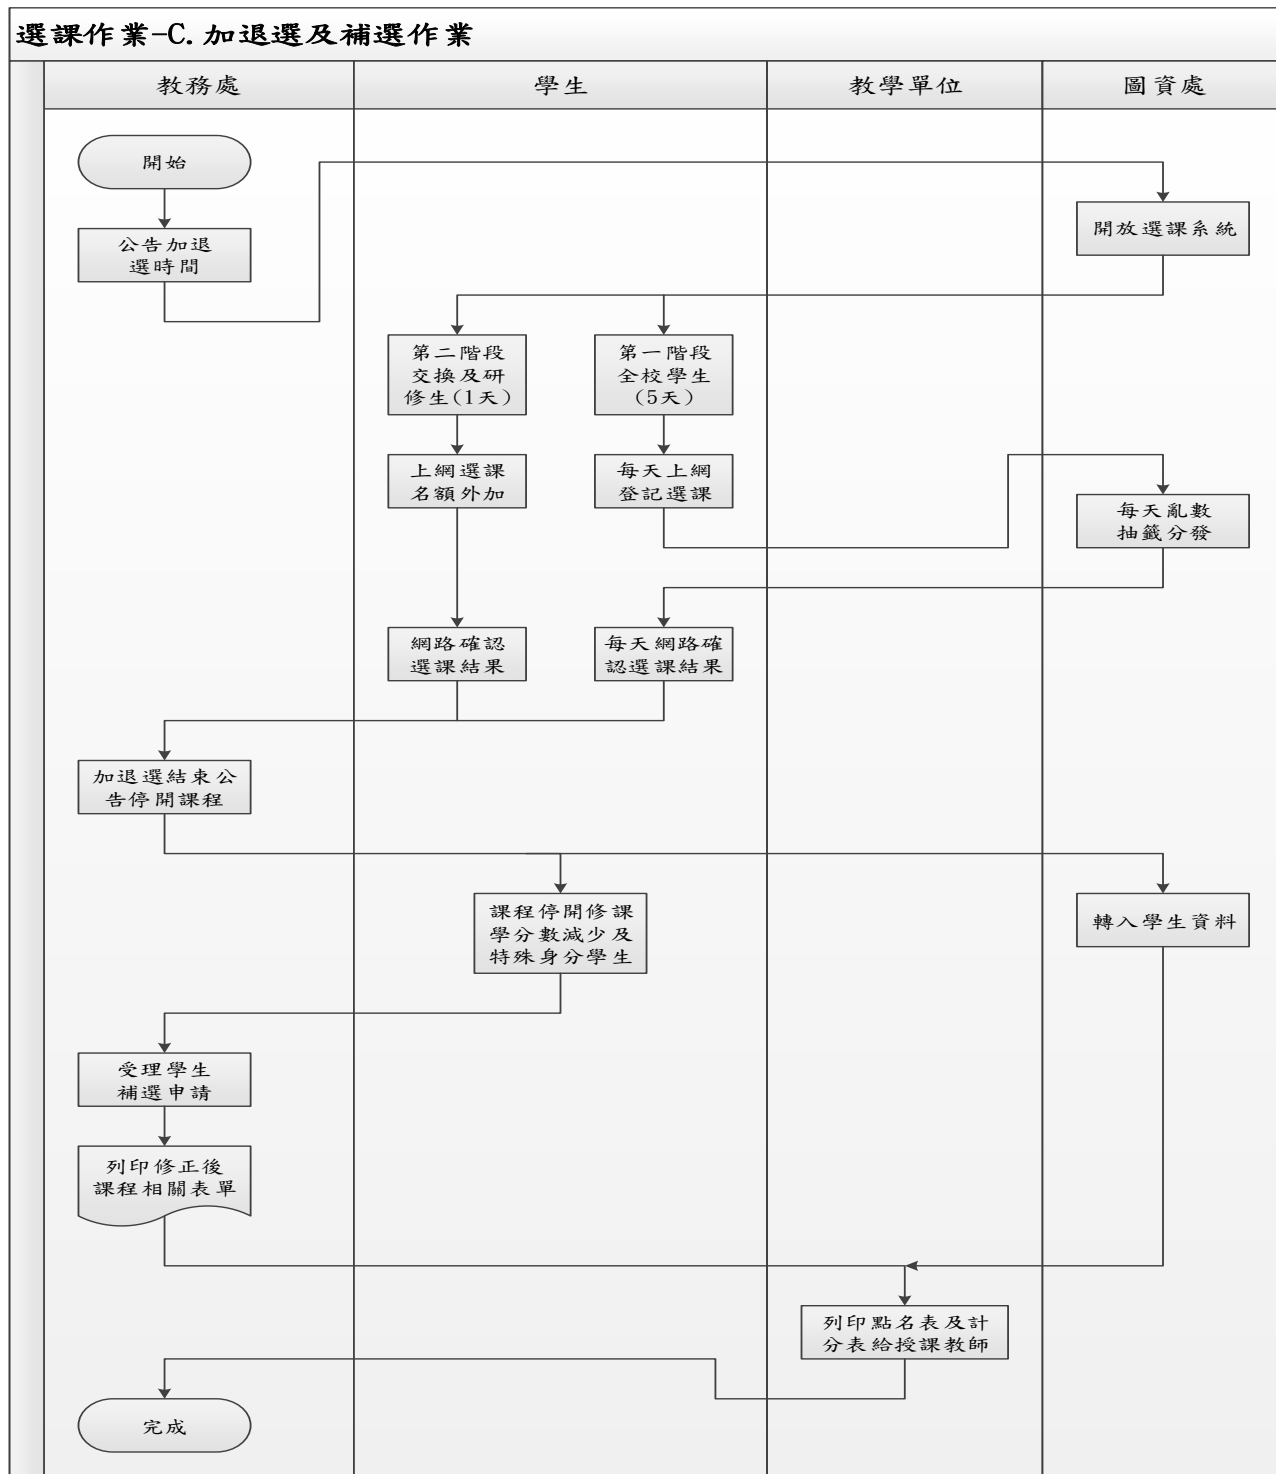 選課作業-C.加退選及補選作業
教務處
學生
教學單位
圖資處
開始
公告加退
選時間
開放選課系統
第二階段
交換及研
修生(1天)
第一階段
全校學生
(5天)
上網選課
名額外加
每天上網
登記選課
每天亂數
抽籤分發
網路確認
選課結果
每天網路確
認選課結果
加退選結束公
告停開課程
課程停開修課
學分數減少及
特殊身分學生
轉入學生資料
受理學生
補選申請
列印修正後
課程相關表單
列印點名表及計
分表給授課教師
完成